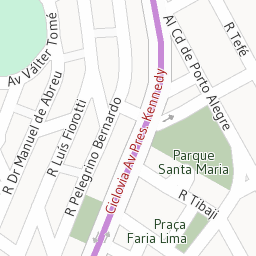 Av Válter Tomé
R Dr Manuel de Abreu
R Luís Fiorotti
R Pelegrino Bernardo
Ciclovia Av Pres. Kennedy
Al Cd de Porto Alegre
R Tefé
Parque
Santa Maria
R Tibaji
Praça
Faria Lima